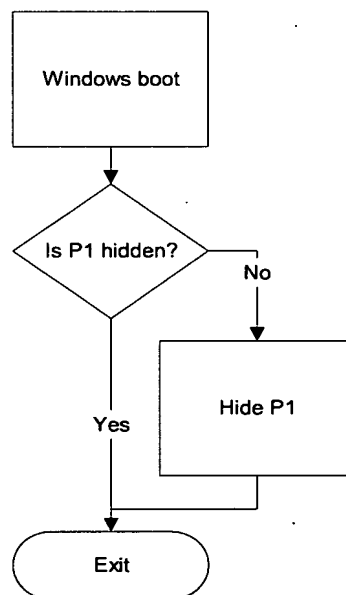 Windows boot
Is P1 hidden?
No
Hide P1
Yes
Exit